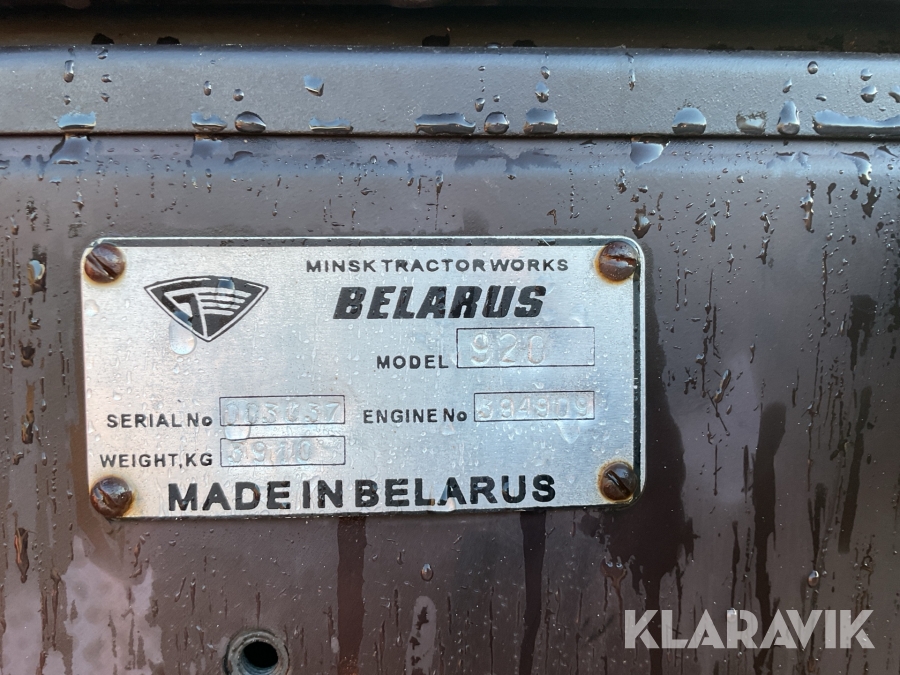 MINSK TRACTOR WORKS
BELARUS
MODEL 920
SERIAL No
ENGINE No
WEIGHT, KG
MADE IN BELARUS
KLARAVIK